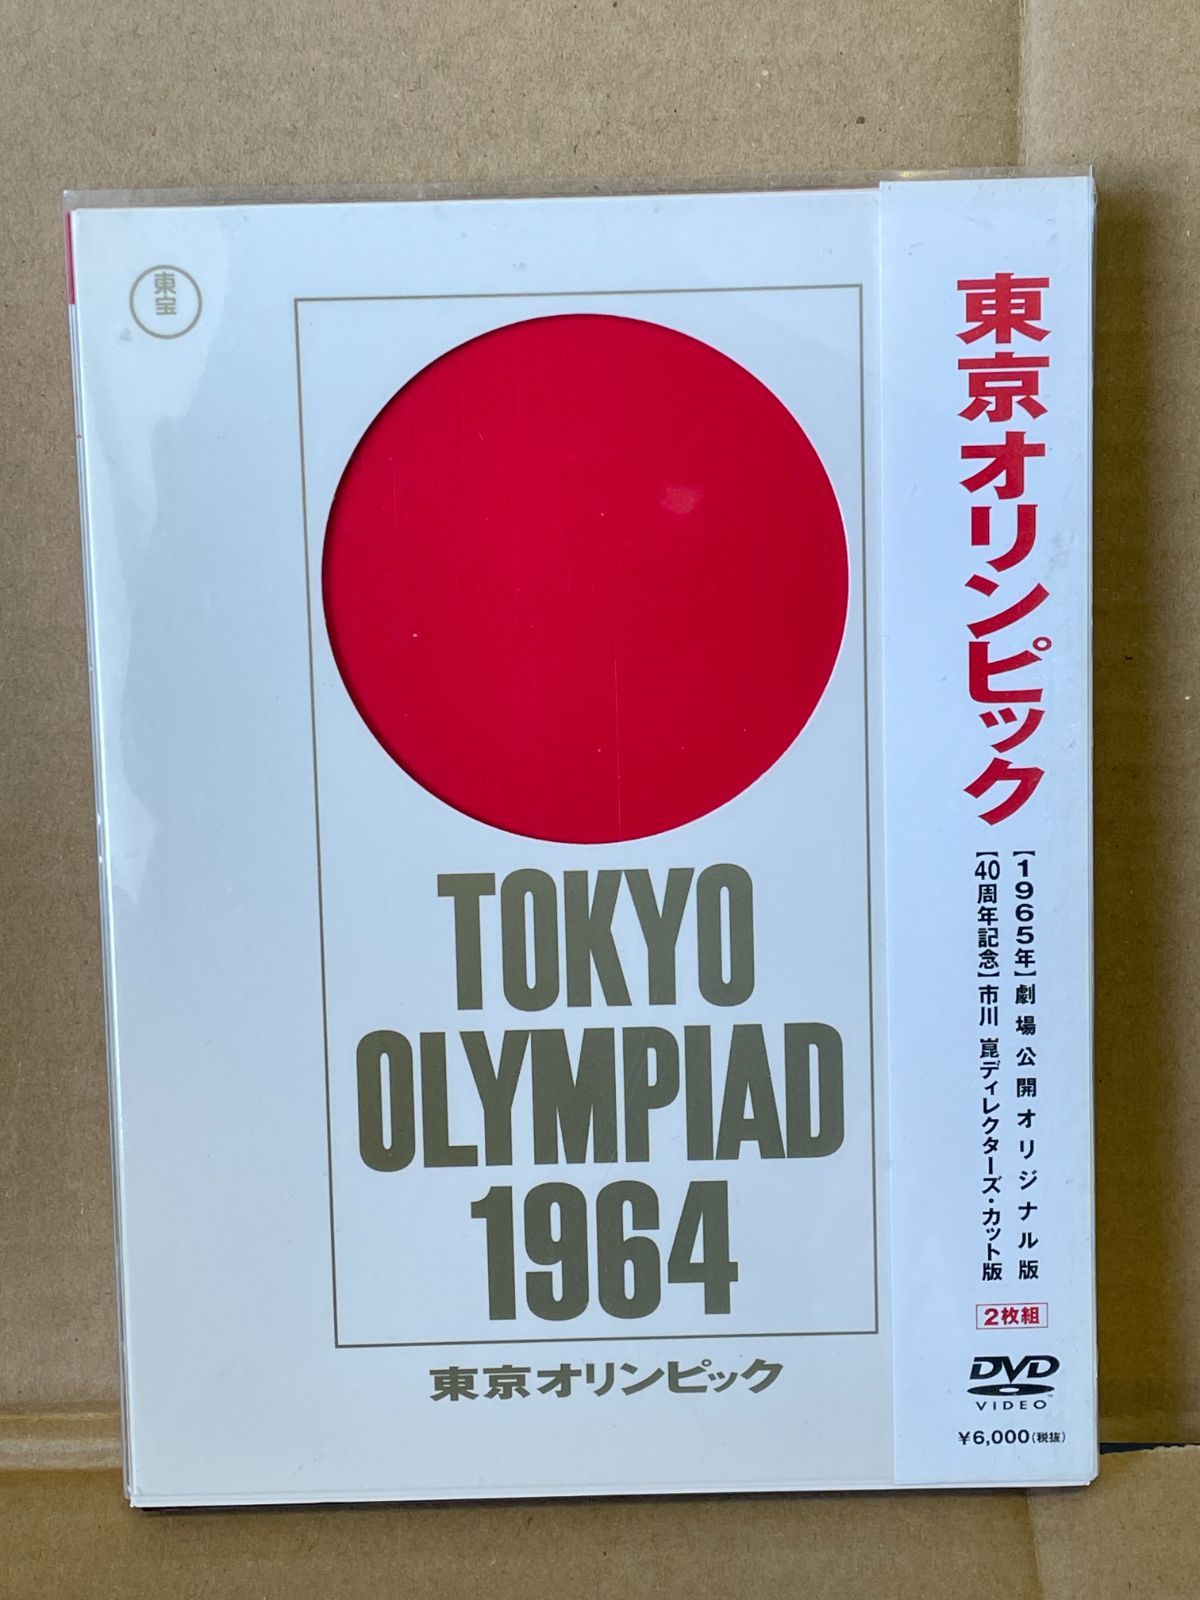 東宝
TOKYO
OLYMPIAD
1964
東京オリンピック
東京オリンピック
【1965年】劇場公開オリジナル版
【40周年記念】市川 崑ディレクターズ・カット版
2枚組
DVD
VIDEO
¥6,000(税抜)